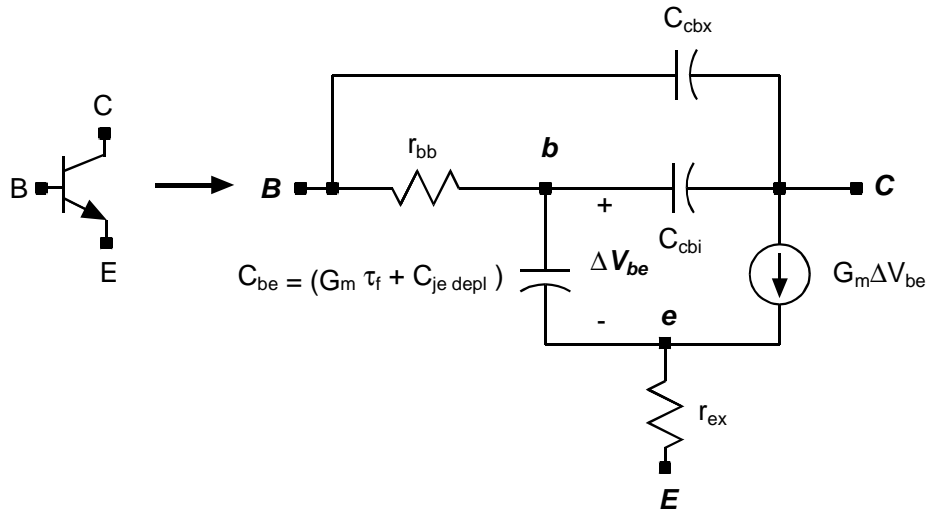 C
B
E
C_cbx
r_bb
b
B
C
+
C_cbi
C_be = (G_m τ_f + C_je depl )
ΔV_be
G_mΔV_be
-
e
r_ex
E